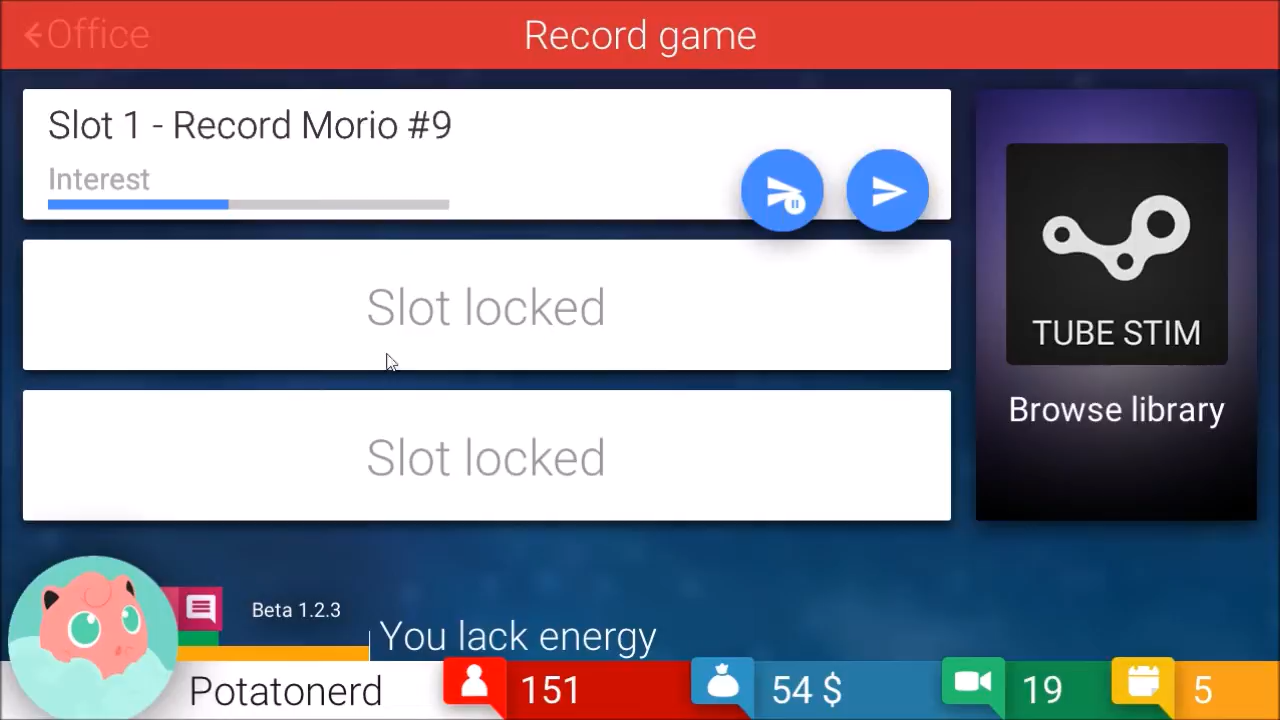 Office
Record game
Slot 1 - Record Morio #9
Interest
Slot locked
Slot locked
TUBE STIM
Browse library
Beta 1.2.3
You lack energy
Potatonerd
151
54 $
19
5